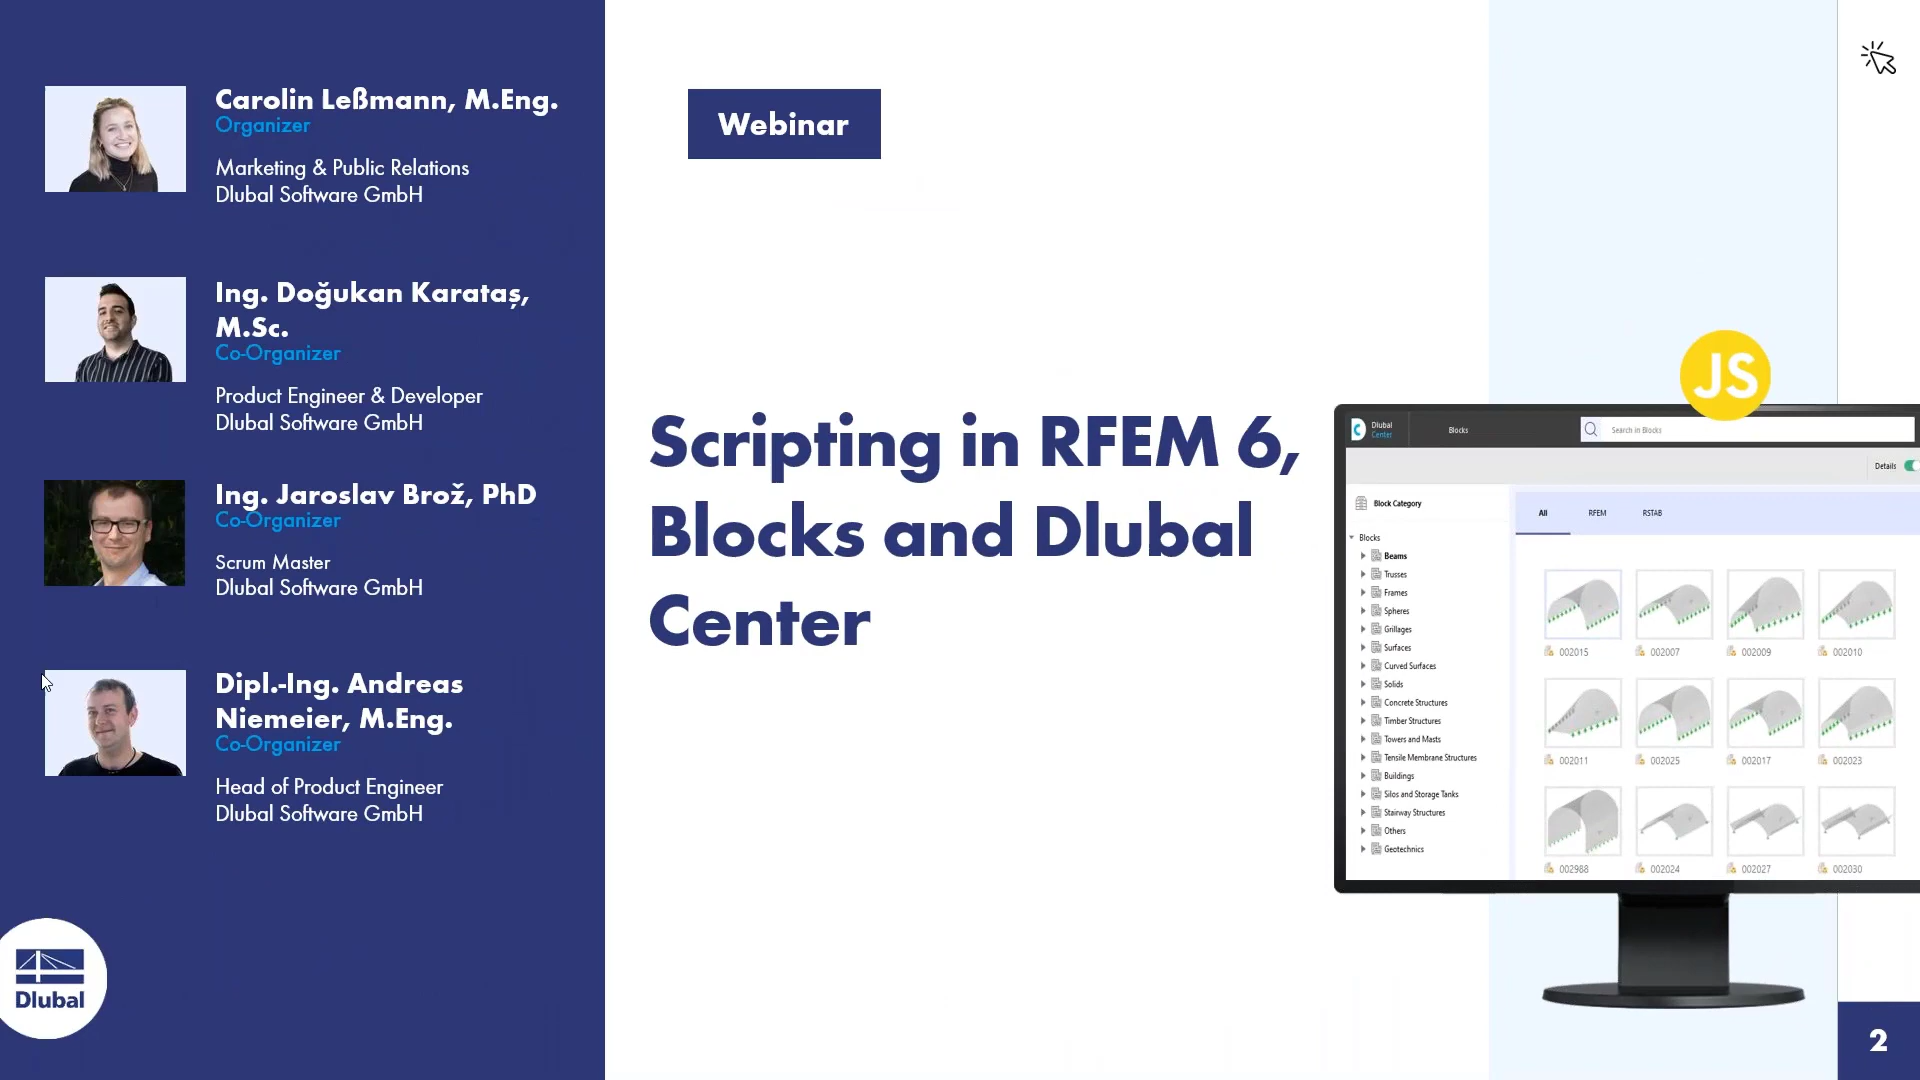 Carolin Leßmann, M.Eng.
Organizer
Marketing & Public Relations
Dlubal Software GmbH
Ing. Doğukan Karataş,
M.Sc.
Co-Organizer
Product Engineer & Developer
Dlubal Software GmbH
Ing. Jaroslav Brož, PhD
Co-Organizer
Scrum Master
Dlubal Software GmbH
Dipl.-Ing. Andreas
Niemeier, M.Eng.
Co-Organizer
Head of Product Engineer
Dlubal Software GmbH
Dlubal
Webinar
Scripting in RFEM 6,
Blocks and Dlubal
Center
JS
Dlubal
Center
Blocks
Search in Blocks
Details
Block Category
Blocks
Beams
Trusses
Frames
Spheres
Grillages
Surfaces
Curved Surfaces
Solids
Concrete Structures
Timber Structures
Towers and Masts
Tensile Membrane Structures
Buildings
Silos and Storage Tanks
Stairway Structures
Others
Geotechnics
All RFEM RSTAB
002015 002007 002009 002010
002011 002025 002017 002023
002988 002024 002027 002030
2